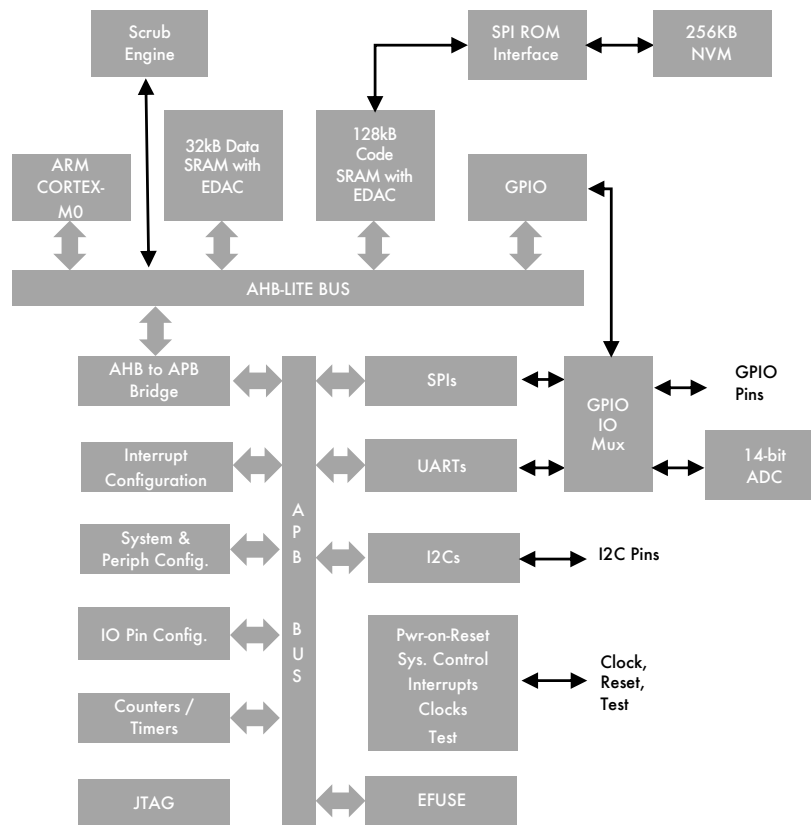 Scrub
Engine
SPI ROM
Interface
256KB
NVM
ARM
CORTEX-
M0
32kB Data
SRAM with
EDAC
128kB
Code
SRAM with
EDAC
GPIO
AHB-LITE BUS
AHB to APB
Bridge
SPIs
GPIO
IO
Mux
GPIO
Pins
Interrupt
Configuration
UARTs
14-bit
ADC
APB BUS
System &
Periph Config.
I2Cs
I2C Pins
IO Pin Config.
Pwr-on-Reset
Sys. Control
Interrupts
Clocks
Test
Clock,
Reset,
Test
Counters /
Timers
JTAG
EFUSE